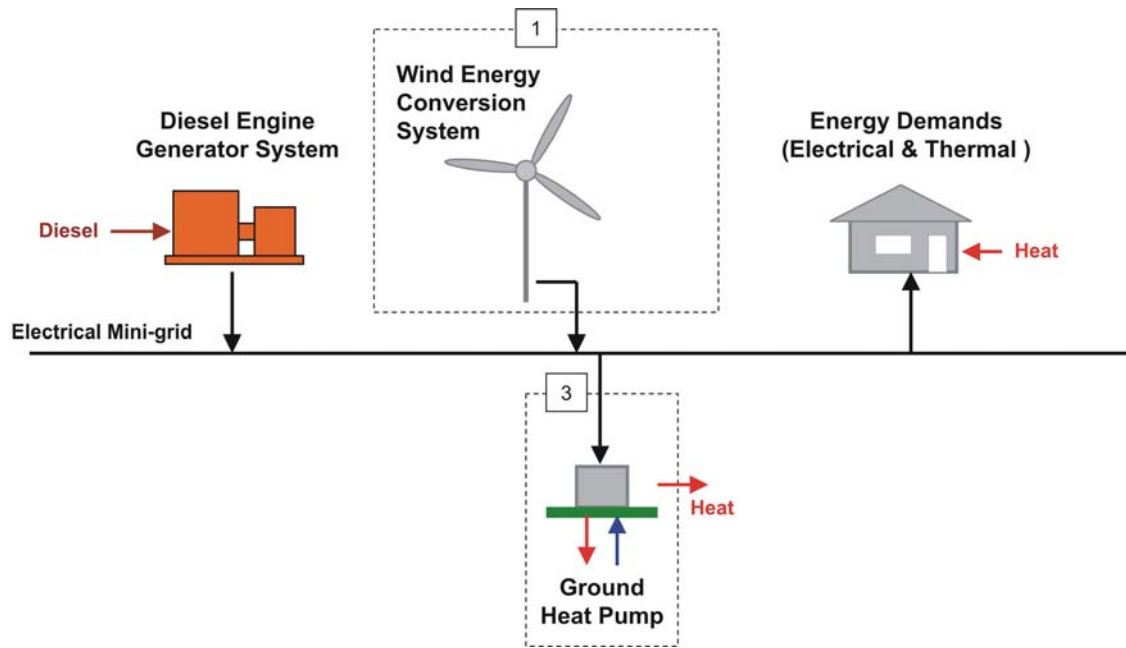 1
Wind Energy
Conversion
System
Diesel Engine
Generator System
Energy Demands
(Electrical & Thermal )
Diesel
Heat
Electrical Mini-grid
3
Heat
Ground
Heat Pump